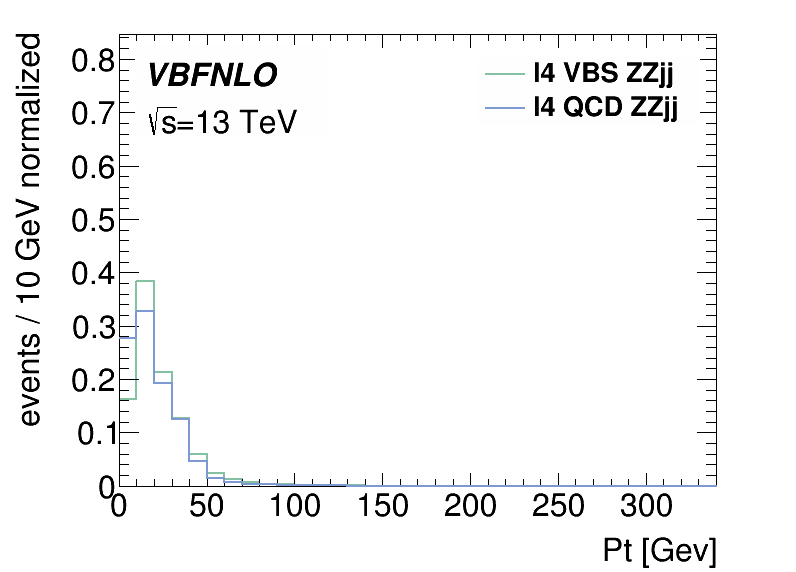 events / 10 GeV normalized
VBFNLO
√s=13 TeV
l4 VBS ZZjj
l4 QCD ZZjj
0.8
0.7
0.6
0.5
0.4
0.3
0.2
0.1
0
0 50 100 150 200 250 300
Pt [Gev]